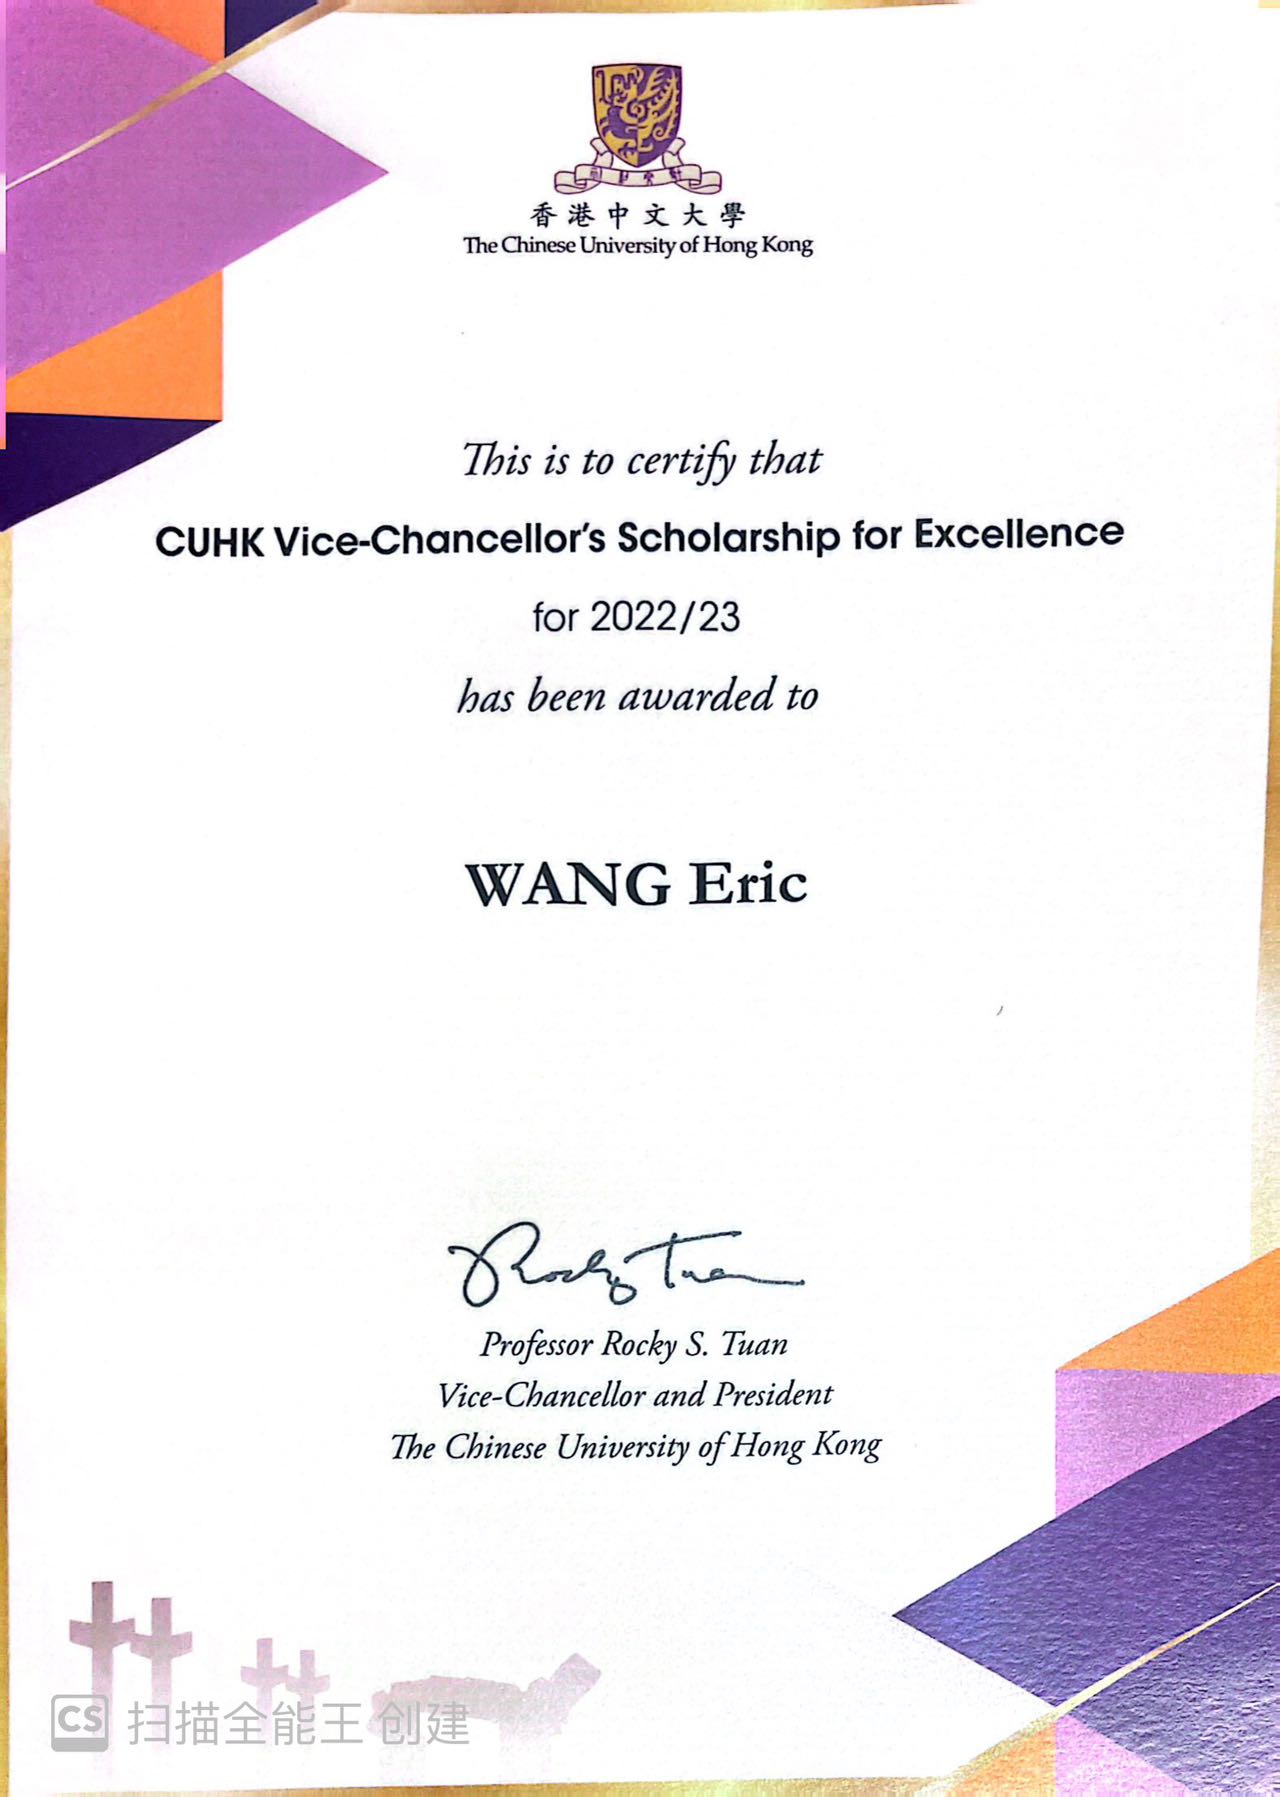 香港中文大學
The Chinese University of Hong Kong
This is to certify that
CUHK Vice-Chancellor's Scholarship for Excellence
for 2022/23
has been awarded to
WANG Eric
Rocky Tuan
Professor Rocky S. Tuan
Vice-Chancellor and President
The Chinese University of Hong Kong
CS 扫描全能王 创建